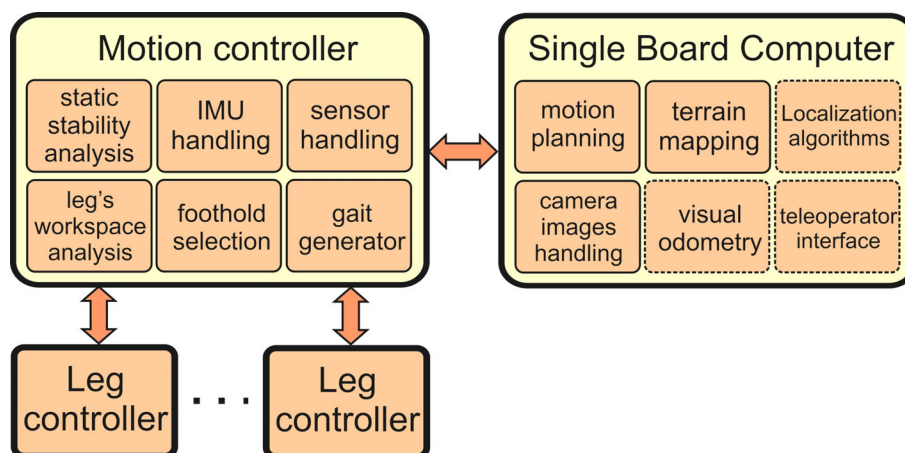 Motion controller
static
stability
analysis
IMU
handling
sensor
handling
leg's
workspace
analysis
foothold
selection
gait
generator
Single Board Computer
motion
planning
terrain
mapping
Localization
algorithms
camera
images
handling
visual
odometry
teleoperator
interface
Leg
controller
. . .
Leg
controller